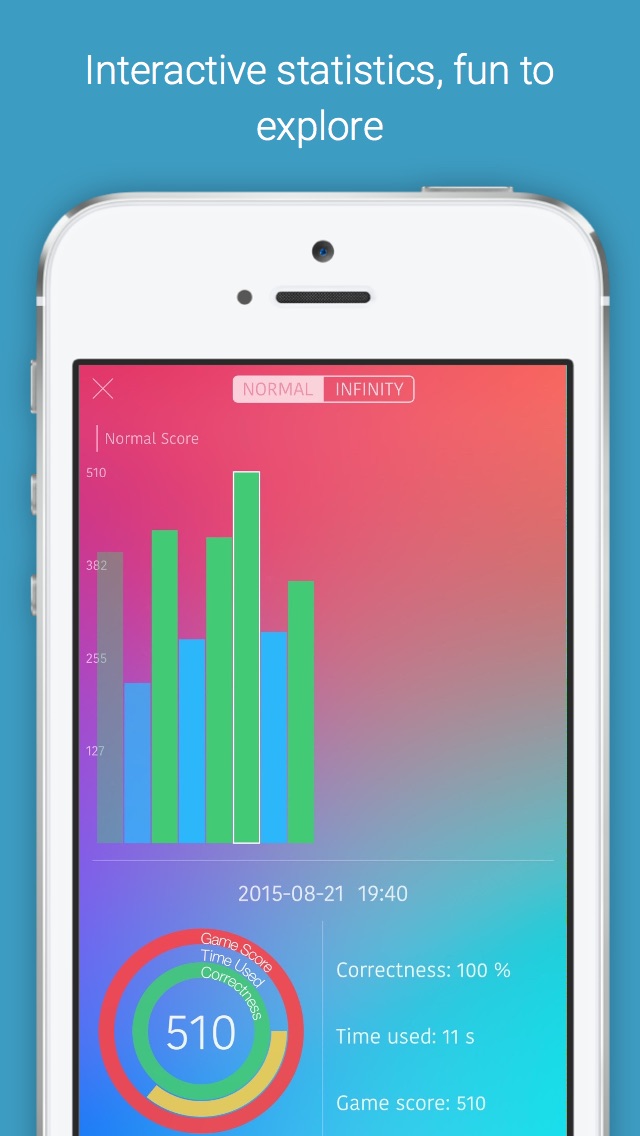 Interactive statistics, fun to
explore
NORMAL INFINITY
Normal Score
510
382
255
127
2015-08-21 19:40
Game Score
Time Used
Correctness
510
Correctness: 100 %
Time used: 11 s
Game score: 510